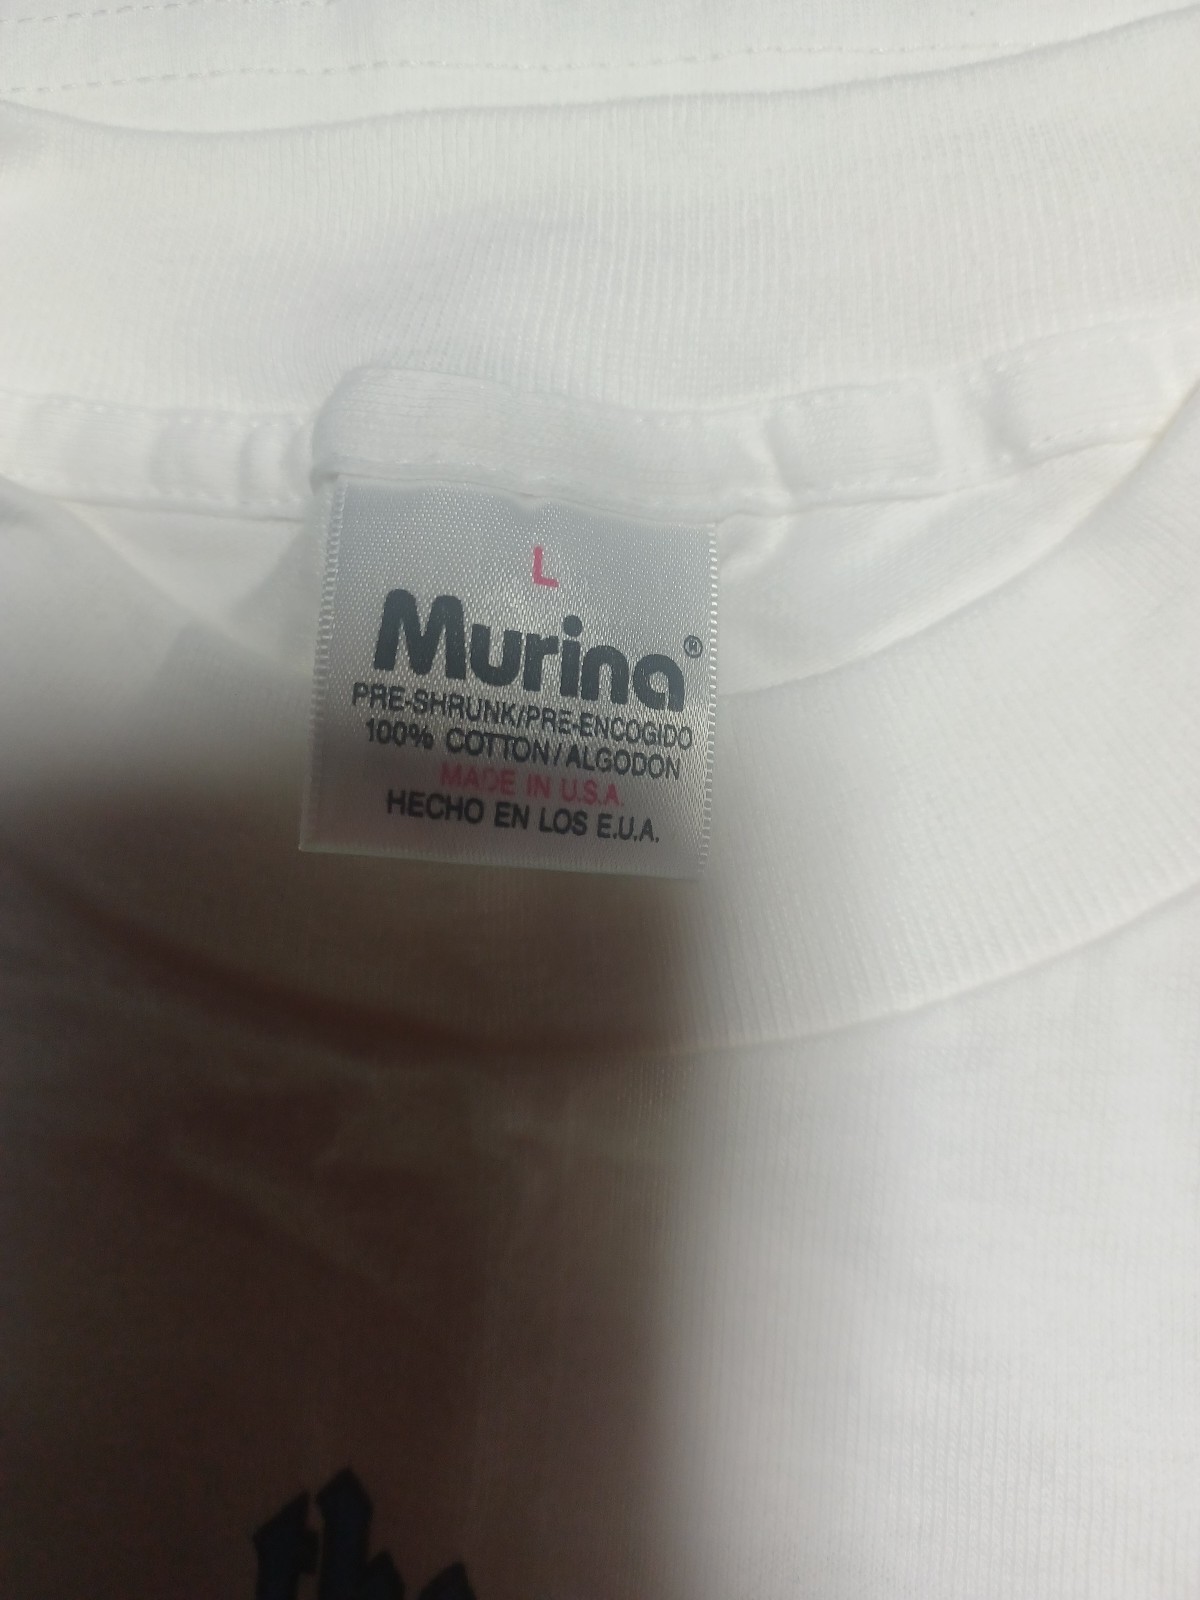 L
Murina®
PRE-SHRUNK/PRE-ENCOGIDO
100% COTTON/ALGODON
MADE IN U.S.A.
HECHO EN LOS E.U.A.